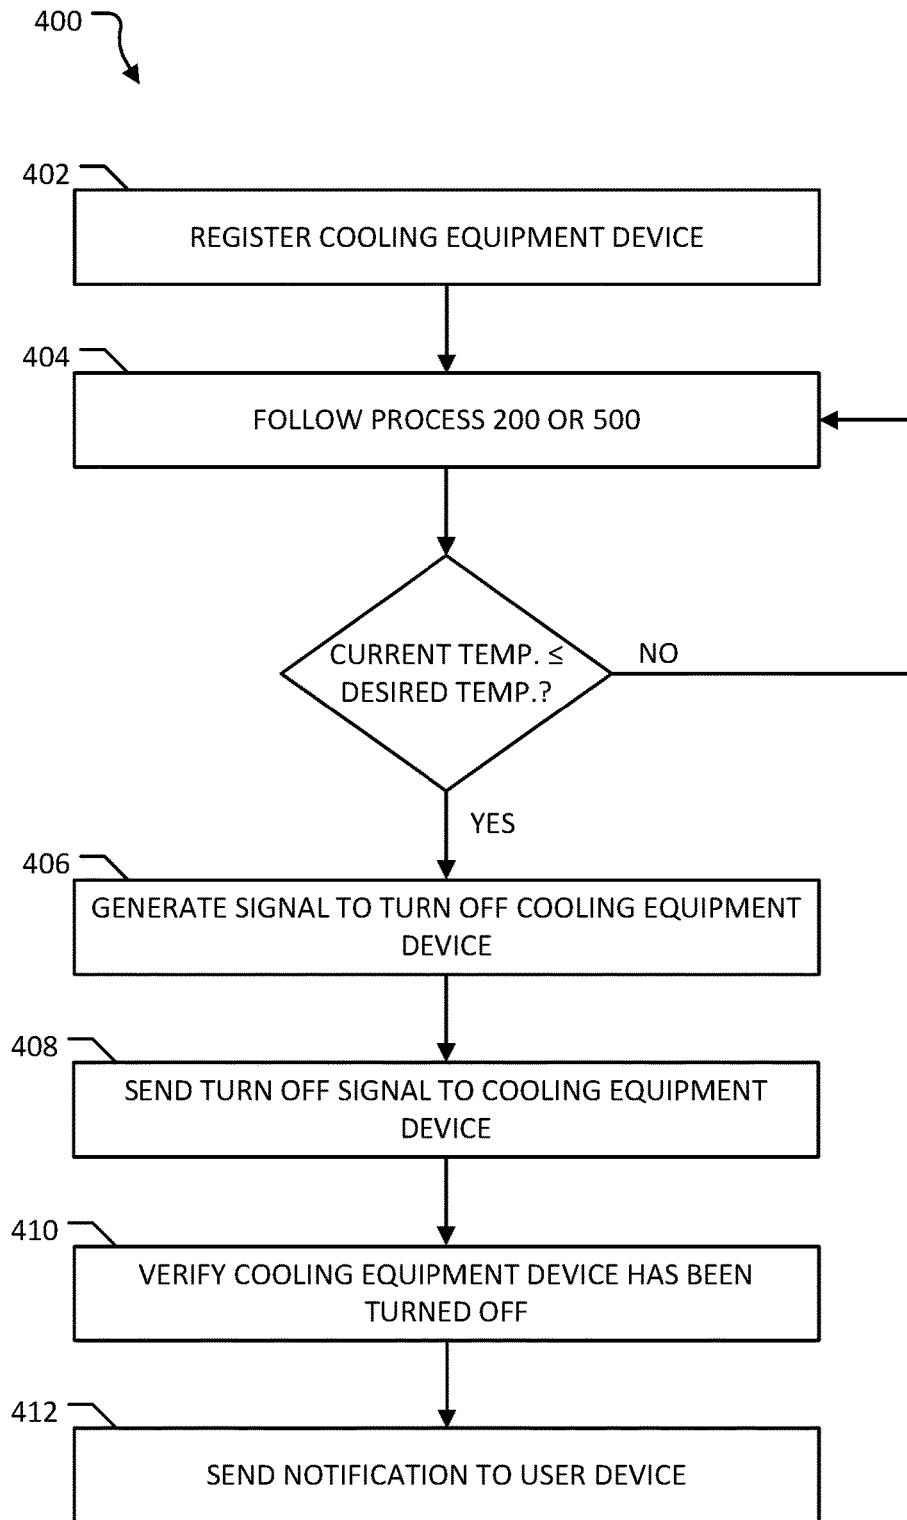 400
402
REGISTER COOLING EQUIPMENT DEVICE
404
FOLLOW PROCESS 200 OR 500
CURRENT TEMP. ≤
DESIRED TEMP.?
NO
YES
406
GENERATE SIGNAL TO TURN OFF COOLING EQUIPMENT
DEVICE
408
SEND TURN OFF SIGNAL TO COOLING EQUIPMENT
DEVICE
410
VERIFY COOLING EQUIPMENT DEVICE HAS BEEN
TURNED OFF
412
SEND NOTIFICATION TO USER DEVICE